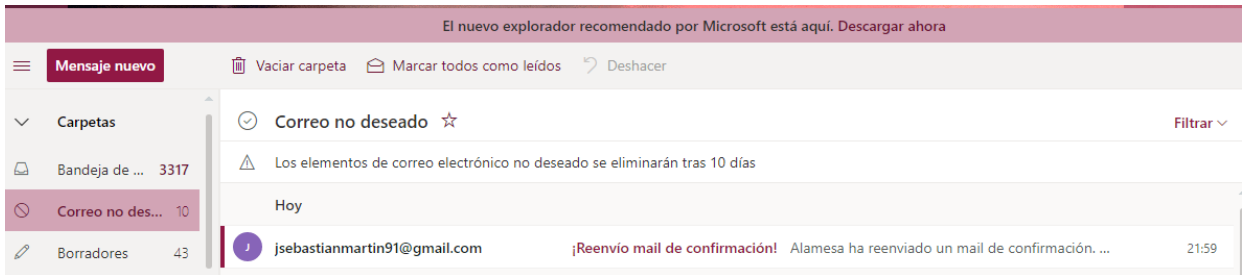 El nuevo explorador recomendado por Microsoft está aquí. Descargar ahora
Mensaje nuevo Vaciar carpeta Marcar todos como leídos Deshacer
Carpetas Correo no deseado Filtrar
Bandeja de ... 3317 Los elementos de correo electrónico no deseado se eliminarán tras 10 días
Correo no des... 10 Hoy
Borradores 43 J jsebastianmartin91@gmail.com ¡Reenvío mail de confirmación! Alamesa ha reenviado un mail de confirmación. ... 21:59